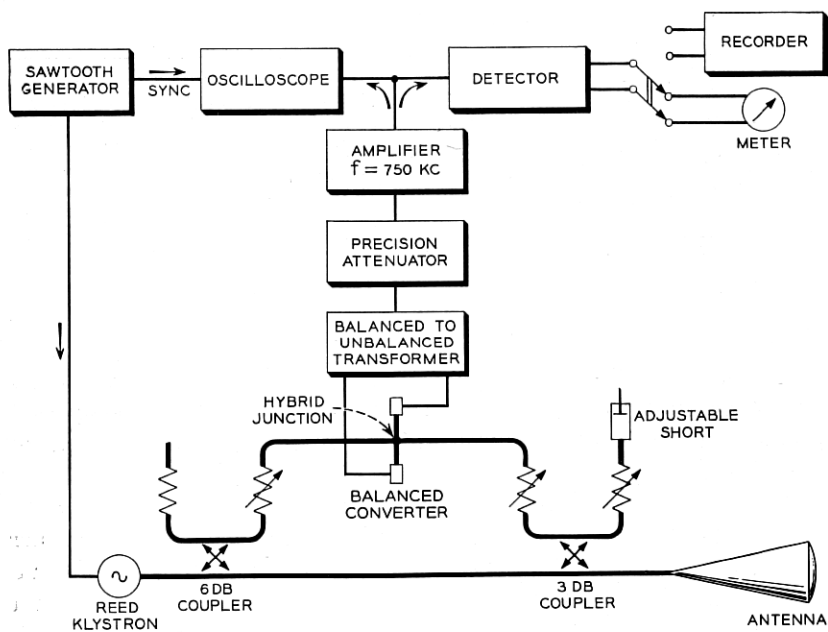 RECORDER
SAWTOOTH
GENERATOR
SYNC
OSCILLOSCOPE
DETECTOR
METER
AMPLIFIER
f = 750 KC
PRECISION
ATTENUATOR
BALANCED TO
UNBALANCED
TRANSFORMER
HYBRID
JUNCTION
ADJUSTABLE
SHORT
BALANCED
CONVERTER
6 DB
COUPLER
3 DB
COUPLER
REED
KLYSTRON
ANTENNA